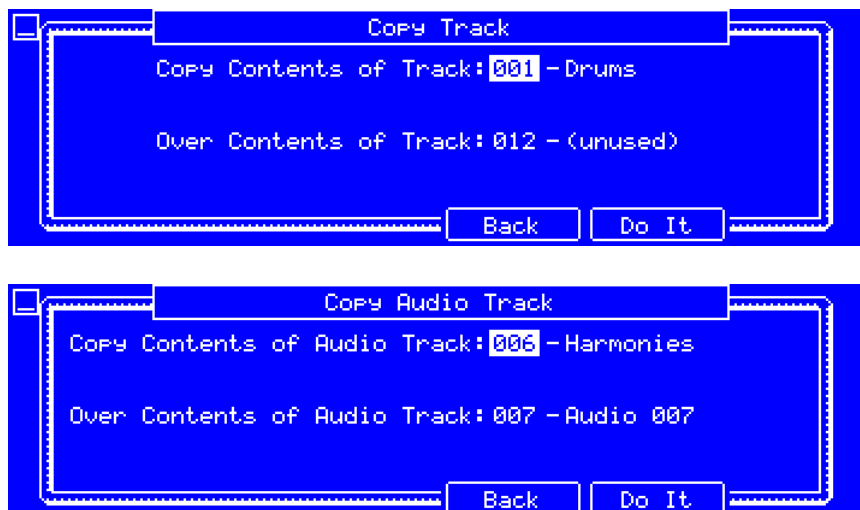 Copy Track
Copy Contents of Track:001-Drums
Over Contents of Track:012-(unused)
Back Do It
Copy Audio Track
Copy Contents of Audio Track:006-Harmonies
Over Contents of Audio Track:007-Audio 007
Back Do It